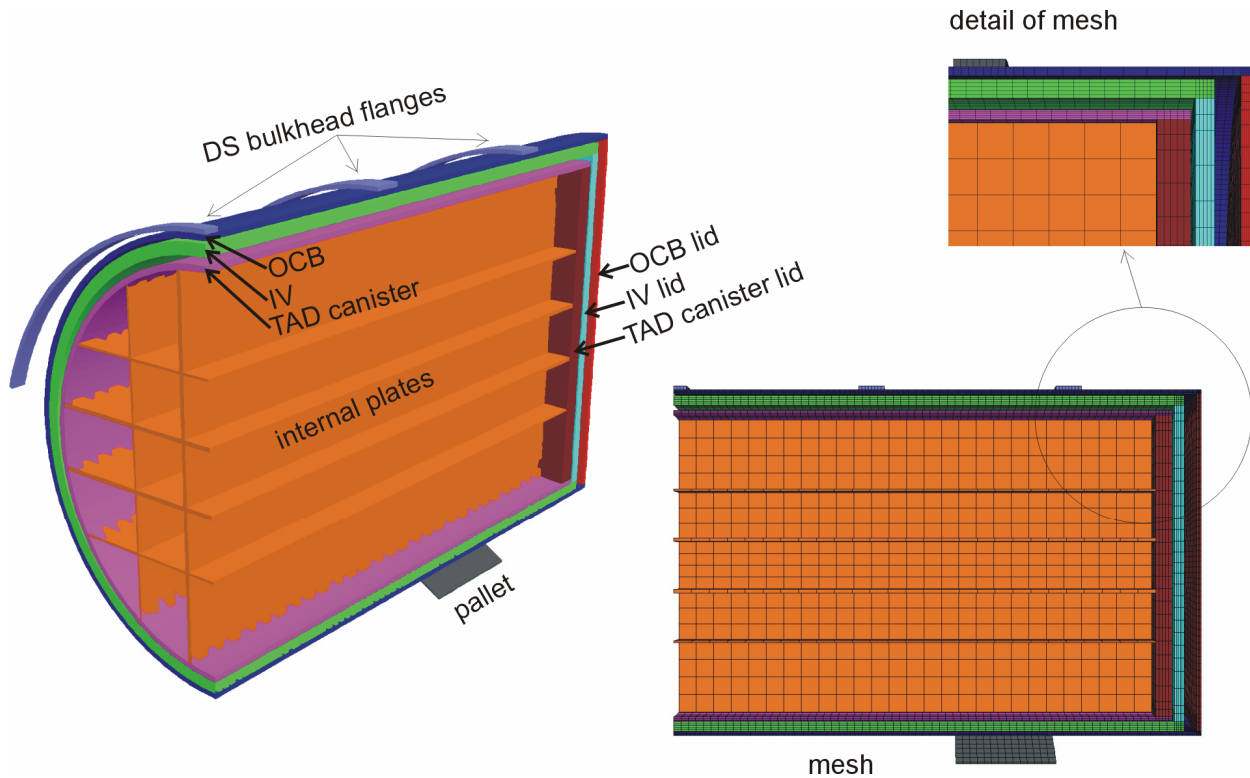 detail of mesh
DS bulkhead flanges
OCB
IV
TAD canister
OCB lid
IV lid
TAD canister lid
internal plates
pallet
mesh